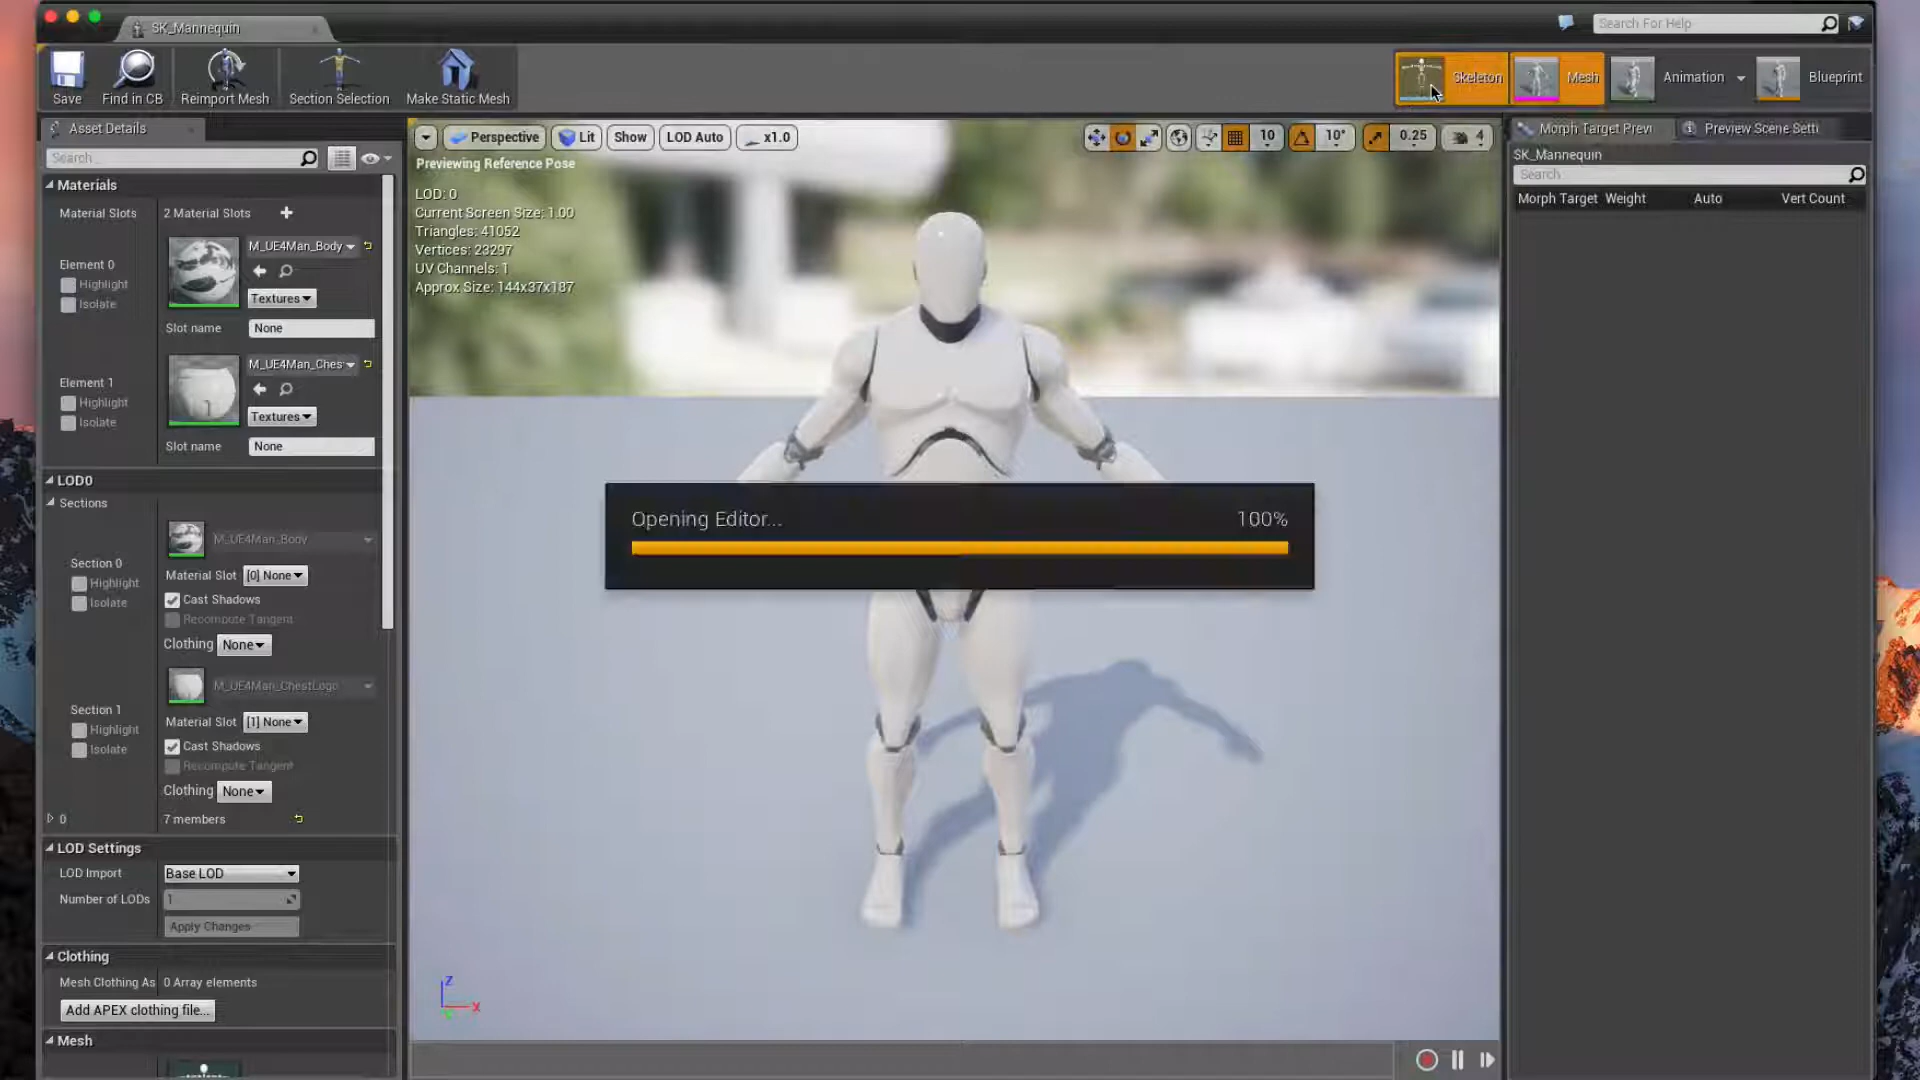 SK_Mannequin
Search For Help
Save
Find in CB
Reimport Mesh
Section Selection
Make Static Mesh
Skeleton
Mesh
Animation
Blueprint
Asset Details
Search
Materials
Material Slots
2 Material Slots
Element 0
Highlight
Isolate
M_UE4Man_Body
Textures
Slot name
None
Element 1
Highlight
Isolate
M_UE4Man_Ches
Textures
Slot name
None
LOD0
Sections
Section 0
Highlight
Isolate
M_UE4Man_Body
Material Slot [0] None
Cast Shadows
Recompute Tangent
Clothing None
Section 1
Highlight
Isolate
M_UE4Man_ChestLogo
Material Slot [1] None
Cast Shadows
Recompute Tangent
Clothing None
0
7 members
LOD Settings
LOD Import
Base LOD
Number of LODs
1
Apply Changes
Clothing
Mesh Clothing As 0 Array elements
Add APEX clothing file...
Mesh
Perspective
Lit
Show
LOD Auto
x1.0
10
10°
0.25
4
Previewing Reference Pose
LOD: 0
Current Screen Size: 1.00
Triangles: 41052
Vertices: 23297
UV Channels: 1
Approx Size: 144x37x187
Opening Editor...
100%
Z
X
Morph Target Previ
Preview Scene Setti
SK_Mannequin
Search
Morph Target Weight Auto Vert Count